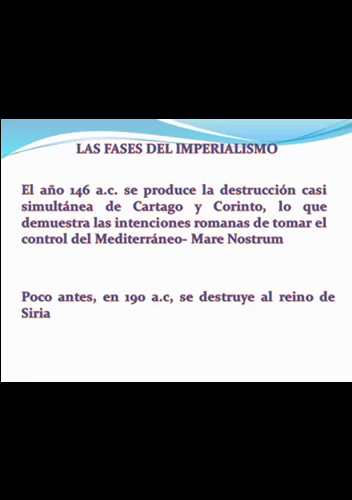 LAS FASES DEL IMPERIALISMO
El año 146 a.c. se produce la destrucción casi
simultánea de Cartago y Corinto, lo que
demuestra las intenciones romanas de tomar el
control del Mediterráneo- Mare Nostrum
Poco antes, en 190 a.c, se destruye al reino de
Siria